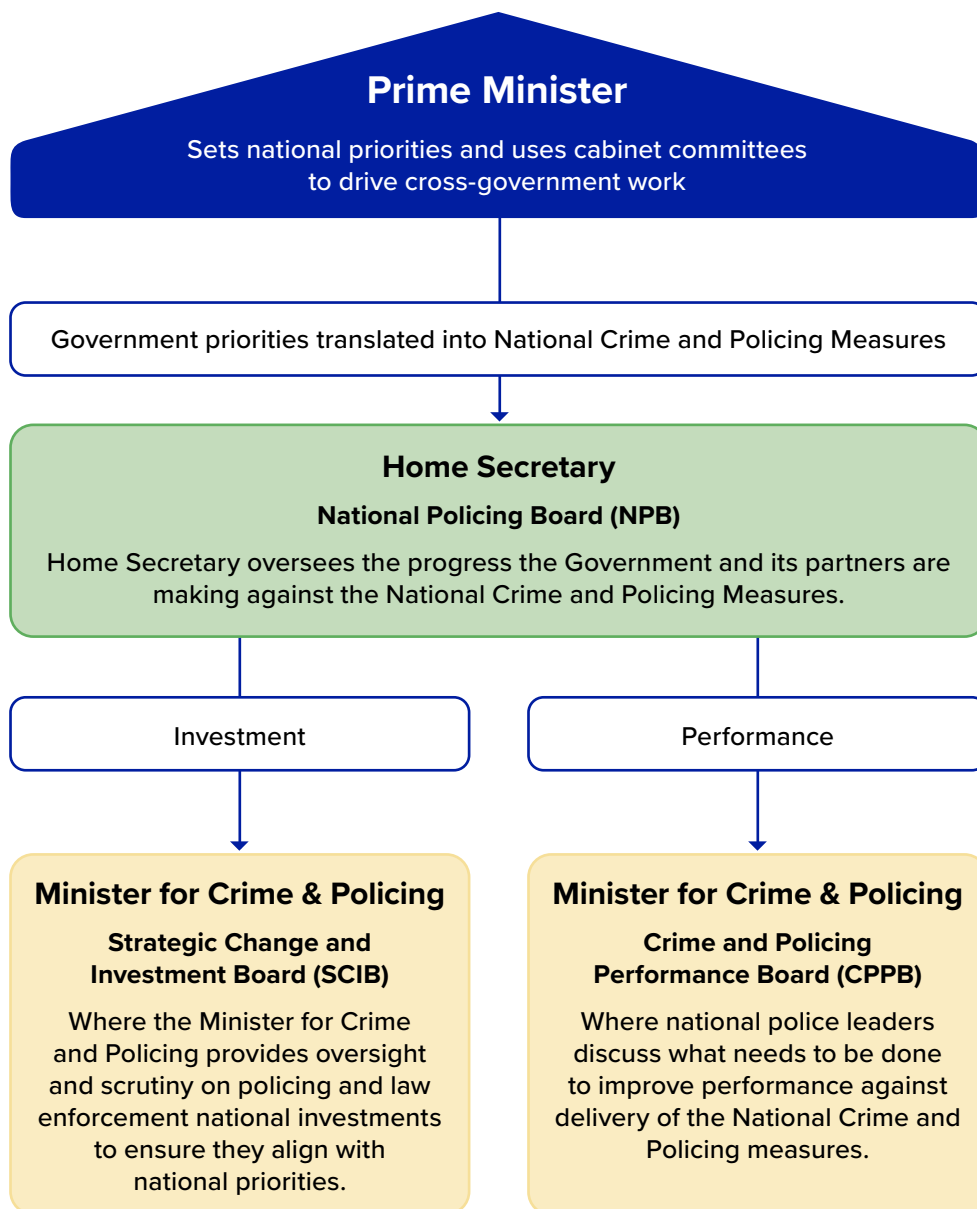 Prime Minister
Sets national priorities and uses cabinet committees
to drive cross-government work
Government priorities translated into National Crime and Policing Measures
Home Secretary
National Policing Board (NPB)
Home Secretary oversees the progress the Government and its partners are
making against the National Crime and Policing Measures.
Investment
Performance
Minister for Crime & Policing
Strategic Change and
Investment Board (SCIB)
Where the Minister for Crime
and Policing provides oversight
and scrutiny on policing and law
enforcement national investments
to ensure they align with
national priorities.
Minister for Crime & Policing
Crime and Policing
Performance Board (CPPB)
Where national police leaders
discuss what needs to be done
to improve performance against
delivery of the National Crime and
Policing measures.